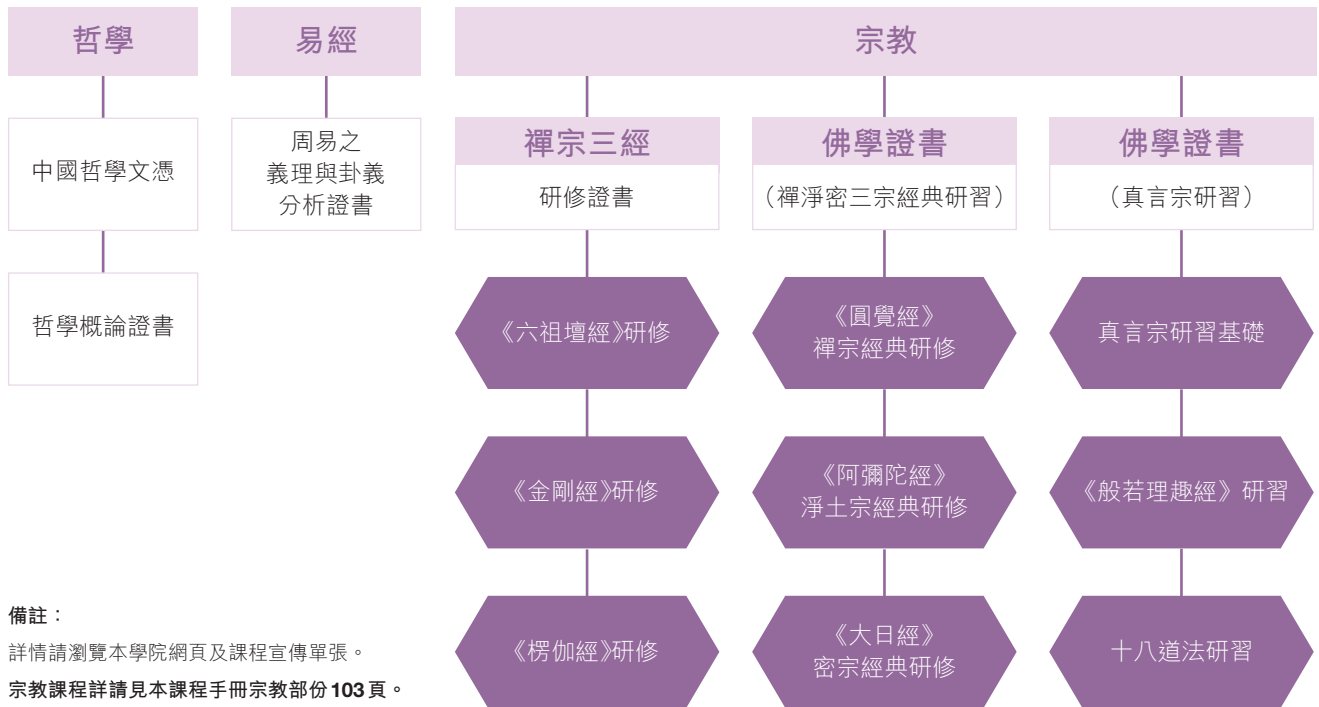 哲學
易經
宗教
中國哲學文憑
哲學概論證書
周易之
義理與卦義
分析證書
禪宗三經
研修證書
《六祖壇經》研修
《金剛經》研修
《楞伽經》研修
佛學證書
（禪淨密三宗經典研習）
《圓覺經》
禪宗經典研修
《阿彌陀經》
淨土宗經典研修
《大日經》
密宗經典研修
佛學證書
（真言宗研習）
真言宗研習基礎
《般若理趣經》研習
十八道法研習
備註：
詳情請瀏覽本學院網頁及課程宣傳單張。
宗教課程詳請見本課程手冊宗教部份103頁。